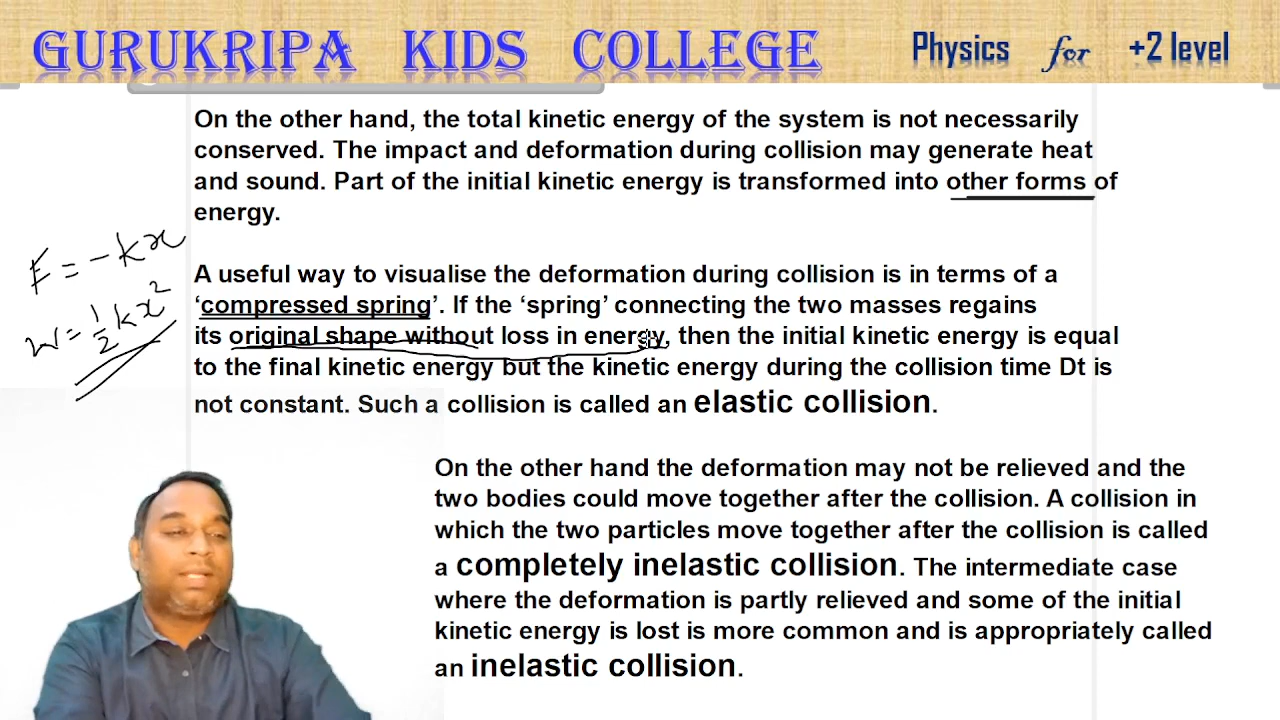 GURUKRIPA KIDS COLLEGE Physics for +2 level
On the other hand, the total kinetic energy of the system is not necessarily
conserved. The impact and deformation during collision may generate heat
and sound. Part of the initial kinetic energy is transformed into other forms of
energy.
F = -kx
W = 1/2 kx²
A useful way to visualise the deformation during collision is in terms of a
‘compressed spring’. If the ‘spring’ connecting the two masses regains
its original shape without loss in energy, then the initial kinetic energy is equal
to the final kinetic energy but the kinetic energy during the collision time Dt is
not constant. Such a collision is called an elastic collision.
On the other hand the deformation may not be relieved and the
two bodies could move together after the collision. A collision in
which the two particles move together after the collision is called
a completely inelastic collision. The intermediate case
where the deformation is partly relieved and some of the initial
kinetic energy is lost is more common and is appropriately called
an inelastic collision.